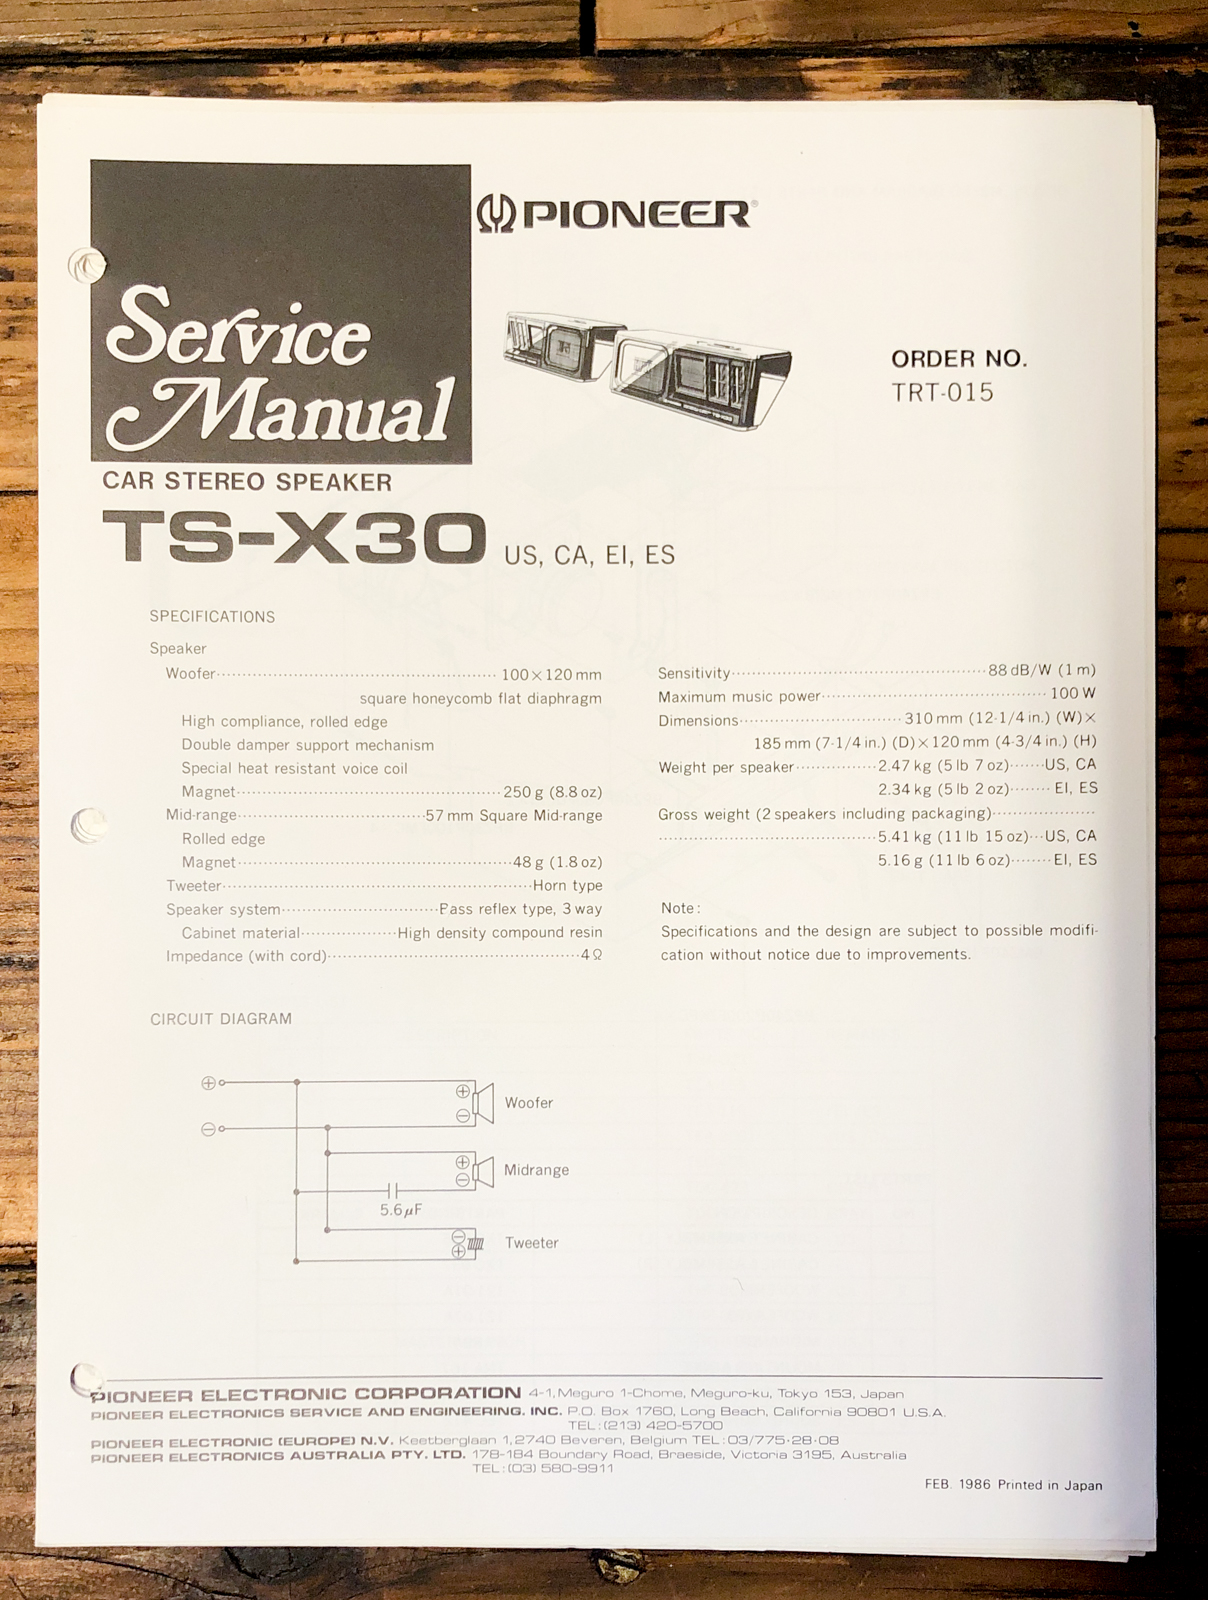 Service
Manual
PIONEER®
ORDER NO.
TRT-015
CAR STEREO SPEAKER
TS-X30 US, CA, EI, ES
SPECIFICATIONS
Speaker
Woofer 100×120 mm
square honeycomb flat diaphragm
High compliance, rolled edge
Double damper support mechanism
Special heat resistant voice coil
Magnet 250 g (8.8 oz)
Mid-range 57 mm Square Mid-range
Rolled edge
Magnet 48 g (1.8 oz)
Tweeter Horn type
Speaker system Bass reflex type, 3 way
Cabinet material High density compound resin
Impedance (with cord) 4 Ω
Sensitivity 88 dB/W (1 m)
Maximum music power 100 W
Dimensions 310 mm (12-1/4 in.) (W)×
185 mm (7-1/4 in.) (D)×120 mm (4-3/4 in.) (H)
Weight per speaker 2.47 kg (5 lb 7 oz) US, CA
2.34 kg (5 lb 2 oz) EI, ES
Gross weight (2 speakers including packaging)
5.41 kg (11 lb 15 oz) US, CA
5.16 g (11 lb 6 oz) EI, ES
Note:
Specifications and the design are subject to possible modifi-
cation without notice due to improvements.
CIRCUIT DIAGRAM
⊕
⊕
⊖
Woofer
⊖
⊕
⊖
Midrange
5.6μF
⊖
⊕
Tweeter
PIONEER ELECTRONIC CORPORATION 4-1, Meguro 1-Chome, Meguro-ku, Tokyo 153, Japan
PIONEER ELECTRONICS SERVICE AND ENGINEERING. INC. P.O. Box 1760, Long Beach, California 90801 U.S.A.
TEL:(213) 420-5700
PIONEER ELECTRONIC (EUROPE) N.V. Keetberglaan 1, 2740 Beveren, Belgium TEL:03/775·28·08
PIONEER ELECTRONICS AUSTRALIA PTY. LTD. 178-184 Boundary Road, Braeside, Victoria 3195, Australia
TEL:(03) 580-9911
FEB. 1986 Printed in Japan